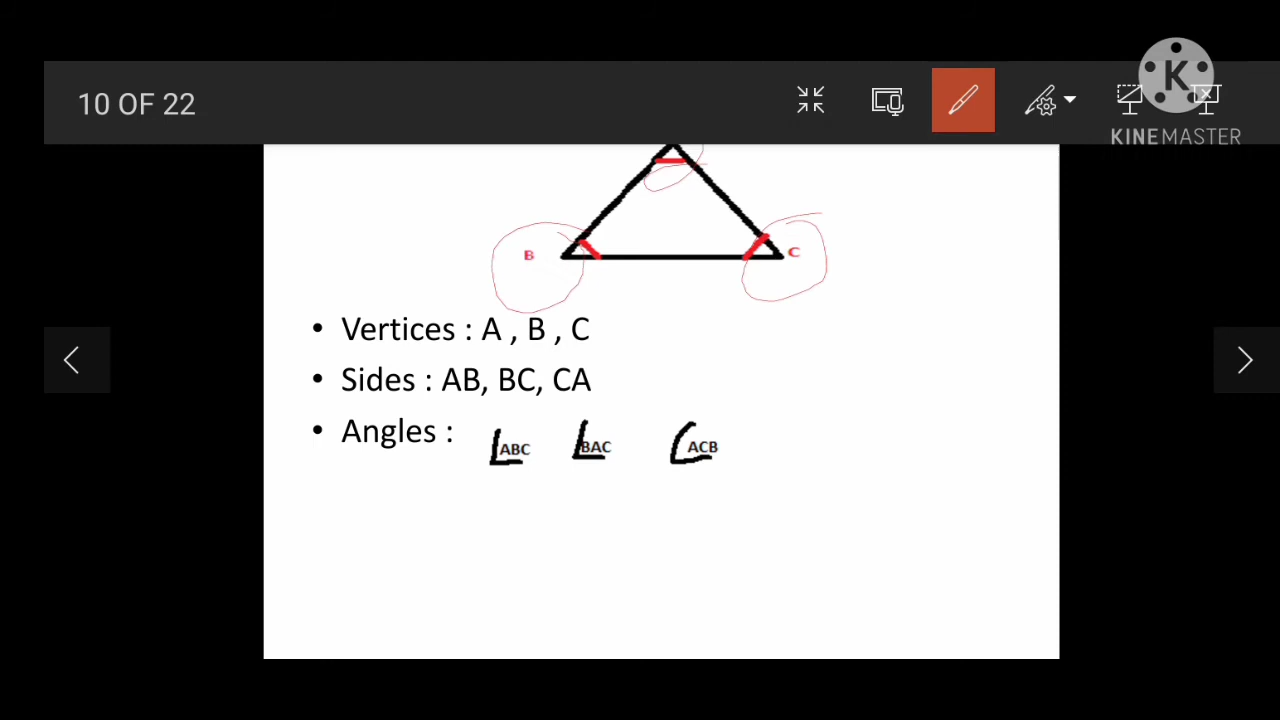 10 OF 22
K
KINEMASTER
B
C
• Vertices : A , B , C
• Sides : AB, BC, CA
• Angles : ∠ABC ∠BAC ∠ACB